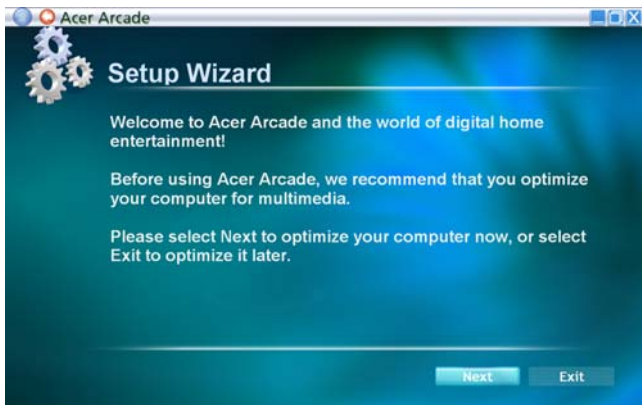 Acer Arcade
Setup Wizard
Welcome to Acer Arcade and the world of digital home
entertainment!
Before using Acer Arcade, we recommend that you optimize
your computer for multimedia.
Please select Next to optimize your computer now, or select
Exit to optimize it later.
Next
Exit